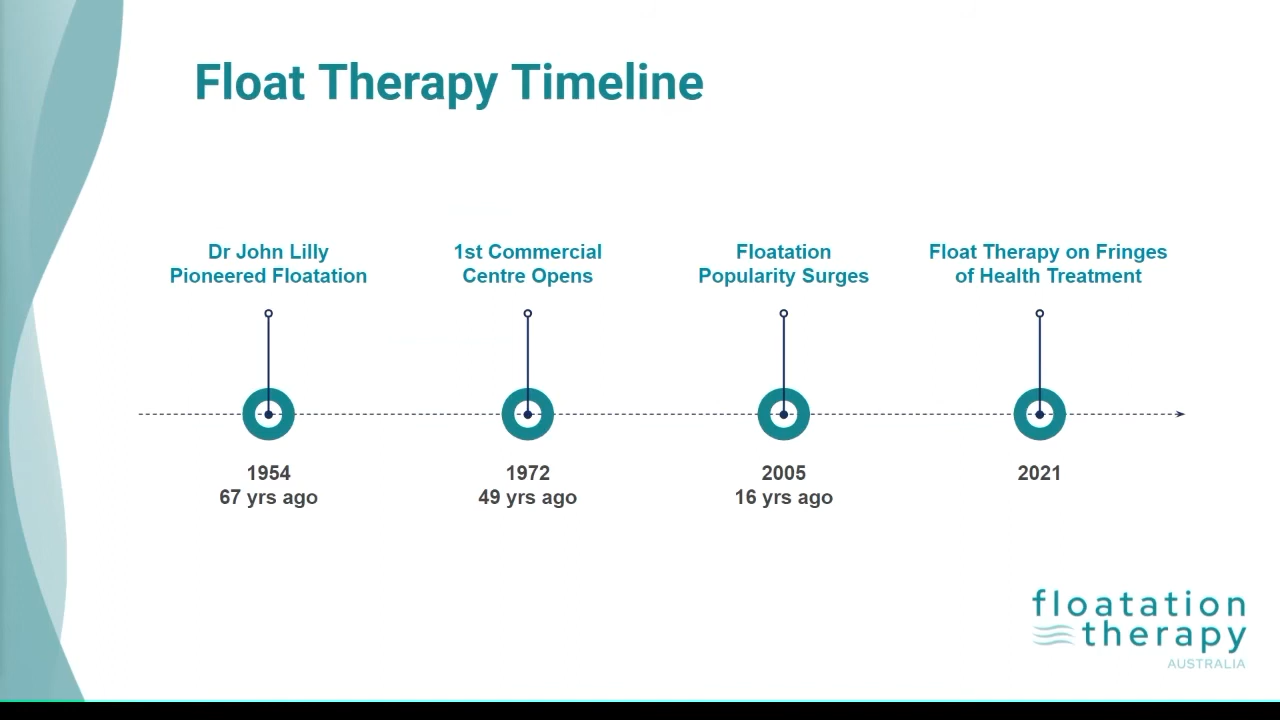 Float Therapy Timeline
Dr John Lilly
Pioneered Floatation
1st Commercial
Centre Opens
Floatation
Popularity Surges
Float Therapy on Fringes
of Health Treatment
1954
67 yrs ago
1972
49 yrs ago
2005
16 yrs ago
2021
floatation
therapy
AUSTRALIA